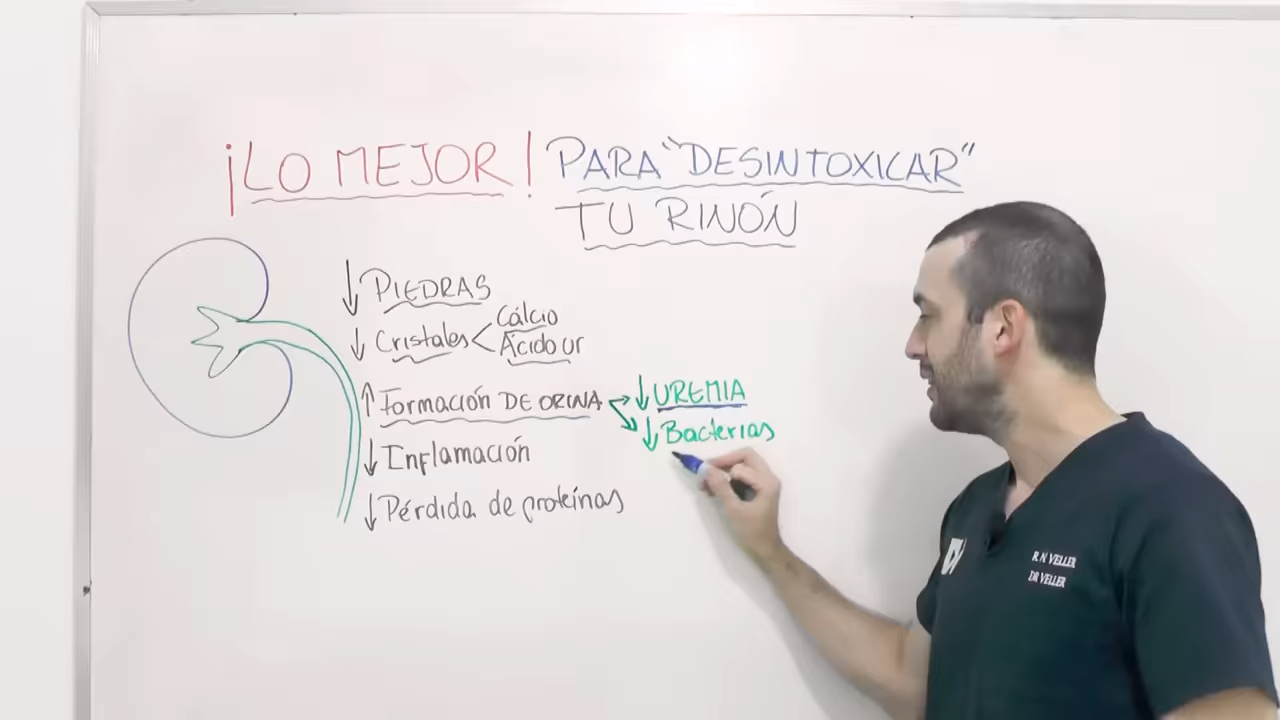 ¡LO MEJOR! PARA "DESINTOXICAR"
TU RIÑÓN
↓ PIEDRAS
↓ Cristales < Cálcio
Ácido ur
↑ Formación DE ORINA → ↓ UREMIA
↓ Bacterias
↓ Inflamación
↓ Pérdida de proteínas
R. N VELLER
DR VELLER